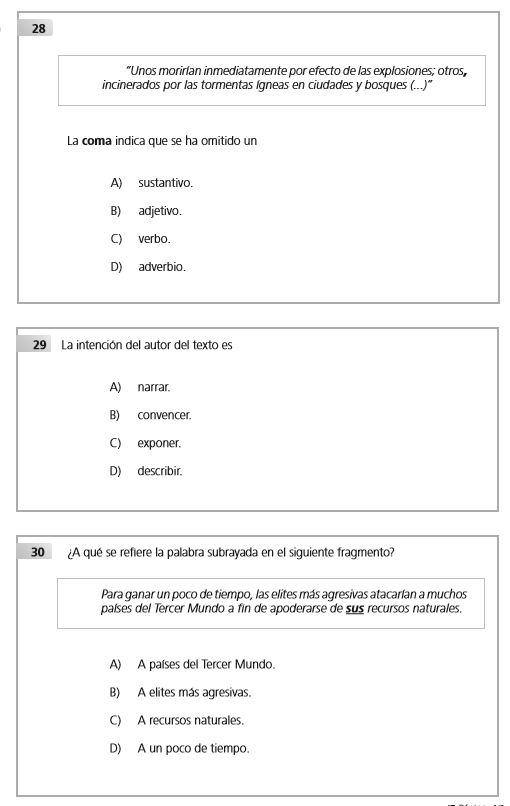 28
“Unos morirían inmediatamente por efecto de las explosiones; otros,
incinerados por las tormentas ígneas en ciudades y bosques (...)”
La coma indica que se ha omitido un
A) sustantivo.
B) adjetivo.
C) verbo.
D) adverbio.
29 La intención del autor del texto es
A) narrar.
B) convencer.
C) exponer.
D) describir.
30 ¿A qué se refiere la palabra subrayada en el siguiente fragmento?
Para ganar un poco de tiempo, las elites más agresivas atacarían a muchos
países del Tercer Mundo a fin de apoderarse de sus recursos naturales.
A) A países del Tercer Mundo.
B) A elites más agresivas.
C) A recursos naturales.
D) A un poco de tiempo.